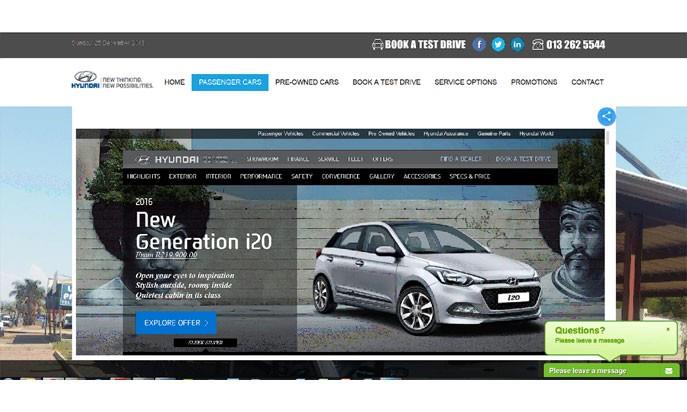 BOOK A TEST DRIVE
013 262 5544
HYUNDAI
NEW THINKING.
NEW POSSIBILITIES.
HOME PASSENGER CARS PRE-OWNED CARS BOOK A TEST DRIVE SERVICE OPTIONS PROMOTIONS CONTACT
Passenger Vehicles Commercial Vehicles Pre Owned Vehicles Hyundai Assurance Genuine Parts Hyundai World
HYUNDAI SHOWROOM FINANCE SERVICE FLEET OFFERS FIND A DEALER BOOK A TEST DRIVE
HIGHLIGHTS EXTERIOR INTERIOR PERFORMANCE SAFETY CONVENIENCE GALLERY ACCESSORIES SPECS & PRICE
2016
New
Generation i20
From R219,900.00
Open your eyes to inspiration
Stylish outside, roomy inside
Quietest cabin in its class
EXPLORE OFFER >
SLEEK SILVER
i20
Questions? x
Please leave a message
Please leave a message